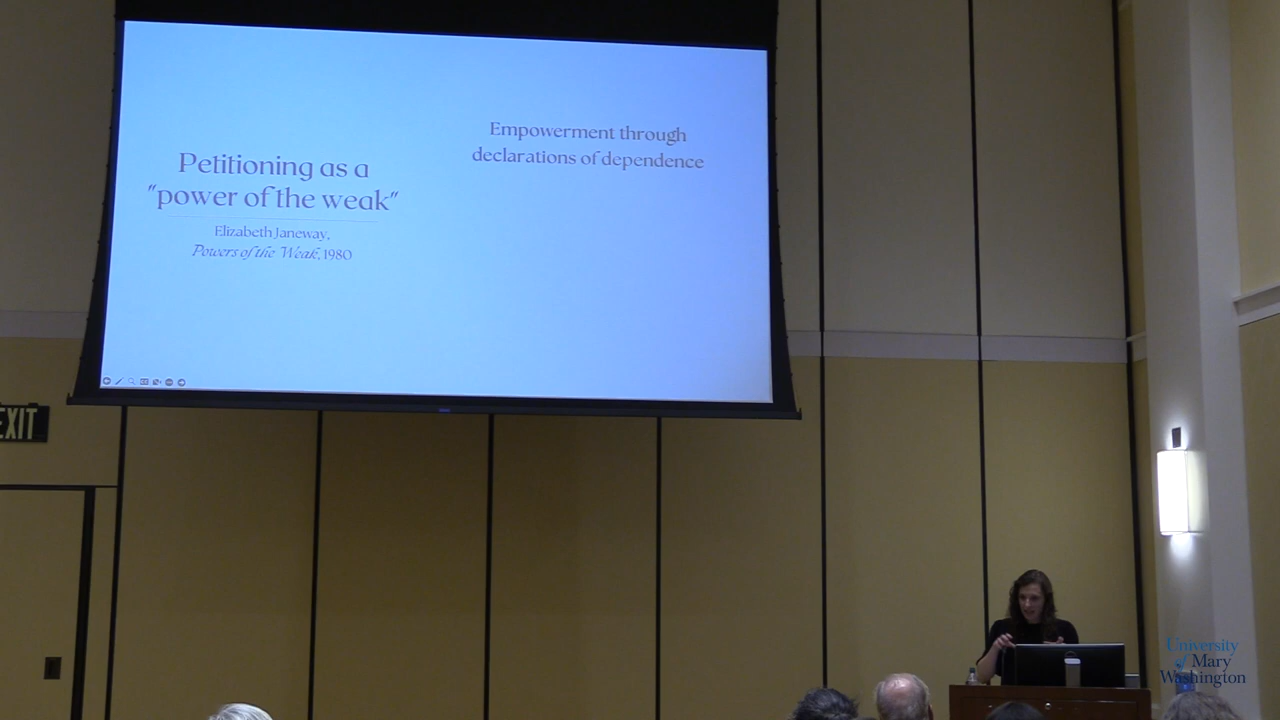 Petitioning as a
"power of the weak"
Elizabeth Janeway,
Powers of the Weak, 1980
Empowerment through
declarations of dependence
EXIT
University
of Mary
Washington